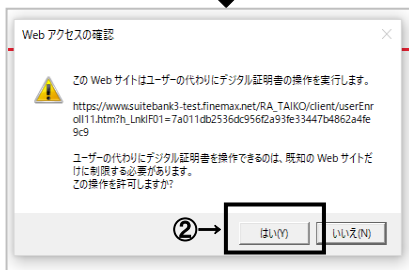 Web アクセスの確認
この Web サイトはユーザーの代わりにデジタル証明書の操作を実行します。
https://www.suitebank3-test.finemax.net/RA_TAIKO/client/userEnr
oll11.htm?h_LnkIF01=7a011db2536dc956f2a93fe33447b4862a4fe
9c9
ユーザーの代わりにデジタル証明書を操作できるのは、既知の Web サイトだ
けに制限する必要があります。
この操作を許可しますか?
②→ はい(Y) いいえ(N)